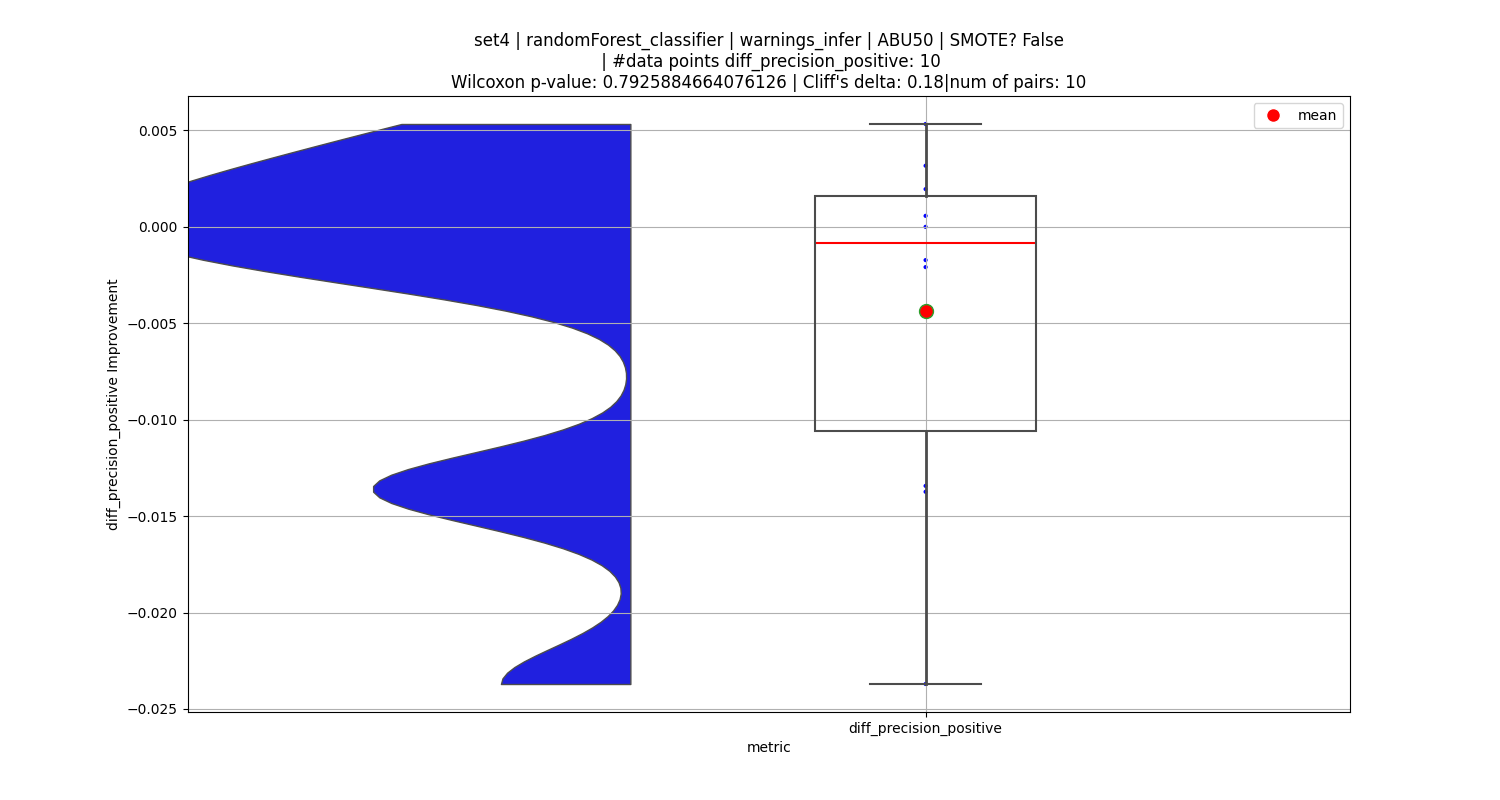 set4 | randomForest_classifier | warnings_infer | ABU50 | SMOTE? False
| #data points diff_precision_positive: 10
Wilcoxon p-value: 0.7925884664076126 | Cliff's delta: 0.18|num of pairs: 10
mean
0.005
0.000
−0.005
−0.010
−0.015
−0.020
−0.025
diff_precision_positive Improvement
diff_precision_positive
metric